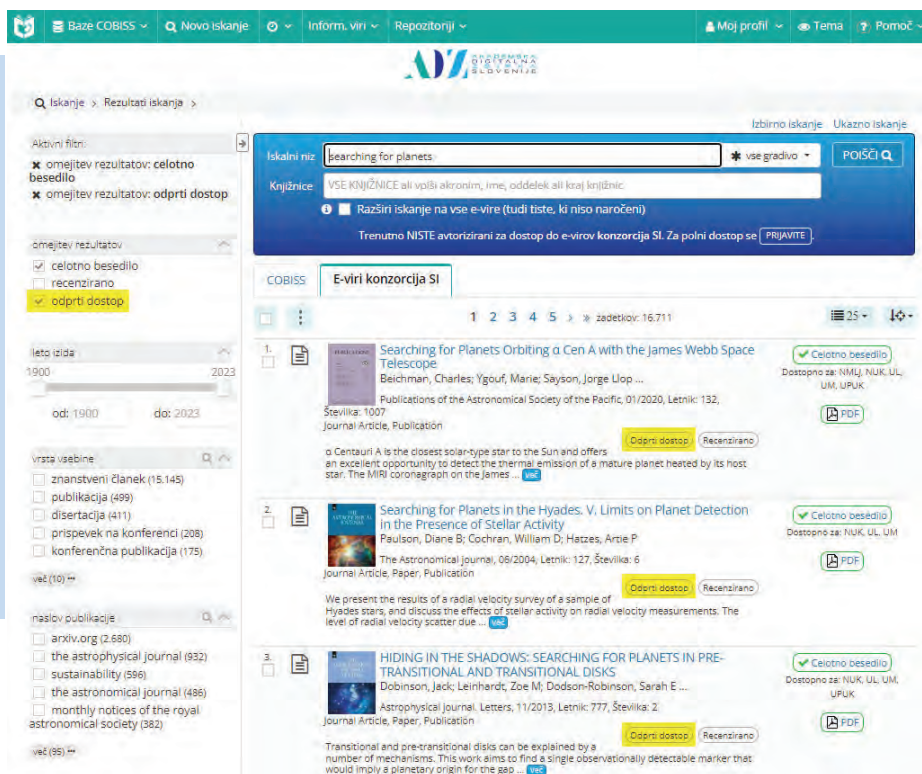 Baze COBISS Novo iskanje Inform. viri Repozitoriji Moj profil Tema Pomoč
ADZ AKADEMSKA DIGITALNA ZBIRKA SLOVENIJE
Iskanje > Rezultati iskanja >
Izbirno iskanje Ukazno iskanje
Aktivni filtri:
x omejitev rezultatov: celotno
besedilo
x omejitev rezultatov: odprti dostop
omejitev rezultatov
celotno besedilo
recenzirano
odprti dostop
leto izida
1900 2023
od: 1900 do: 2023
vrsta vsebine
znanstveni članek (15.145)
publikacija (499)
disertacija (411)
prispevek na konferenci (208)
konferenčna publikacija (175)
več (10)
naslov publikacije
arxiv.org (2.680)
the astrophysical journal (932)
sustainability (596)
the astronomical journal (486)
monthly notices of the royal
astronomical society (382)
več (95)
Iskalni niz searching for planets vse gradivo POIŠČI
Knjižnice VSE KNJIŽNICE ali vpiši akronim, ime, oddelek ali kraj knjižnic
Razširi iskanje na vse e-vire (tudi tiste, ki niso naročeni)
Trenutno NISTE avtorizirani za dostop do e-virov konzorcija SI. Za polni dostop se PRIJAVITE.
COBISS E-viri konzorcija SI
1 2 3 4 5 › » zadetkov: 16.711 25
1.
Searching for Planets Orbiting α Cen A with the James Webb Space
Telescope
Beichman, Charles; Ygouf, Marie; Sayson, Jorge Llop ...
Publications of the Astronomical Society of the Pacific, 01/2020, Letnik: 132,
Številka: 1007
Journal Article, Publication
Odprti dostop Recenzirano
α Centauri A is the closest solar-type star to the Sun and offers
an excellent opportunity to detect the thermal emission of a mature planet heated by its host
star. The MIRI coronagraph on the James ... več
Celotno besedilo
Dostopno za: NMLJ, NUK, UL,
UM, UPUK
PDF
2.
THE ASTRONOMICAL JOURNAL
Searching for Planets in the Hyades. V. Limits on Planet Detection
in the Presence of Stellar Activity
Paulson, Diane B; Cochran, William D; Hatzes, Artie P
The Astronomical journal, 06/2004, Letnik: 127, Številka: 6
Journal Article, Paper, Publication
Odprti dostop Recenzirano
We present the results of a radial velocity survey of a sample of
Hyades stars, and discuss the effects of stellar activity on radial velocity measurements. The
level of radial velocity scatter due ... več
Celotno besedilo
Dostopno za: NUK, UL, UM
PDF
3.
HIDING IN THE SHADOWS: SEARCHING FOR PLANETS IN PRE-
TRANSITIONAL AND TRANSITIONAL DISKS
Dobinson, Jack; Leinhardt, Zoe M; Dodson-Robinson, Sarah E ...
Astrophysical journal. Letters, 11/2013, Letnik: 777, Številka: 2
Journal Article, Paper, Publication
Odprti dostop Recenzirano
Transitional and pre-transitional disks can be explained by a
number of mechanisms. This work aims to find a single observationally detectable marker that
would imply a planetary origin for the gap ... več
Celotno besedilo
Dostopno za: NUK, UL, UM,
UPUK
PDF